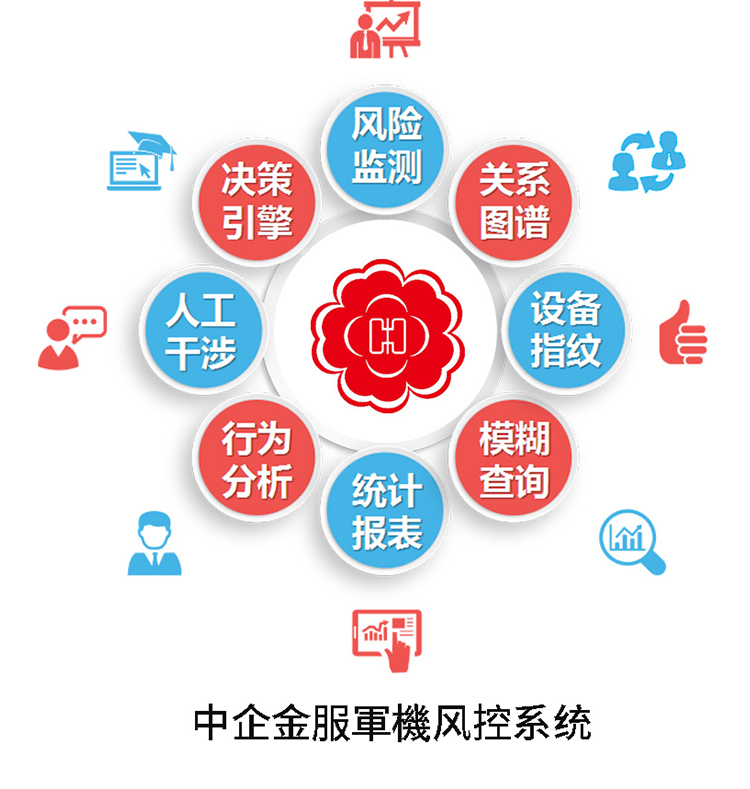 风险
监测
关系
图谱
设备
指纹
模糊
查询
统计
报表
行为
分析
人工
干涉
决策
引擎
中企金服軍機风控系统